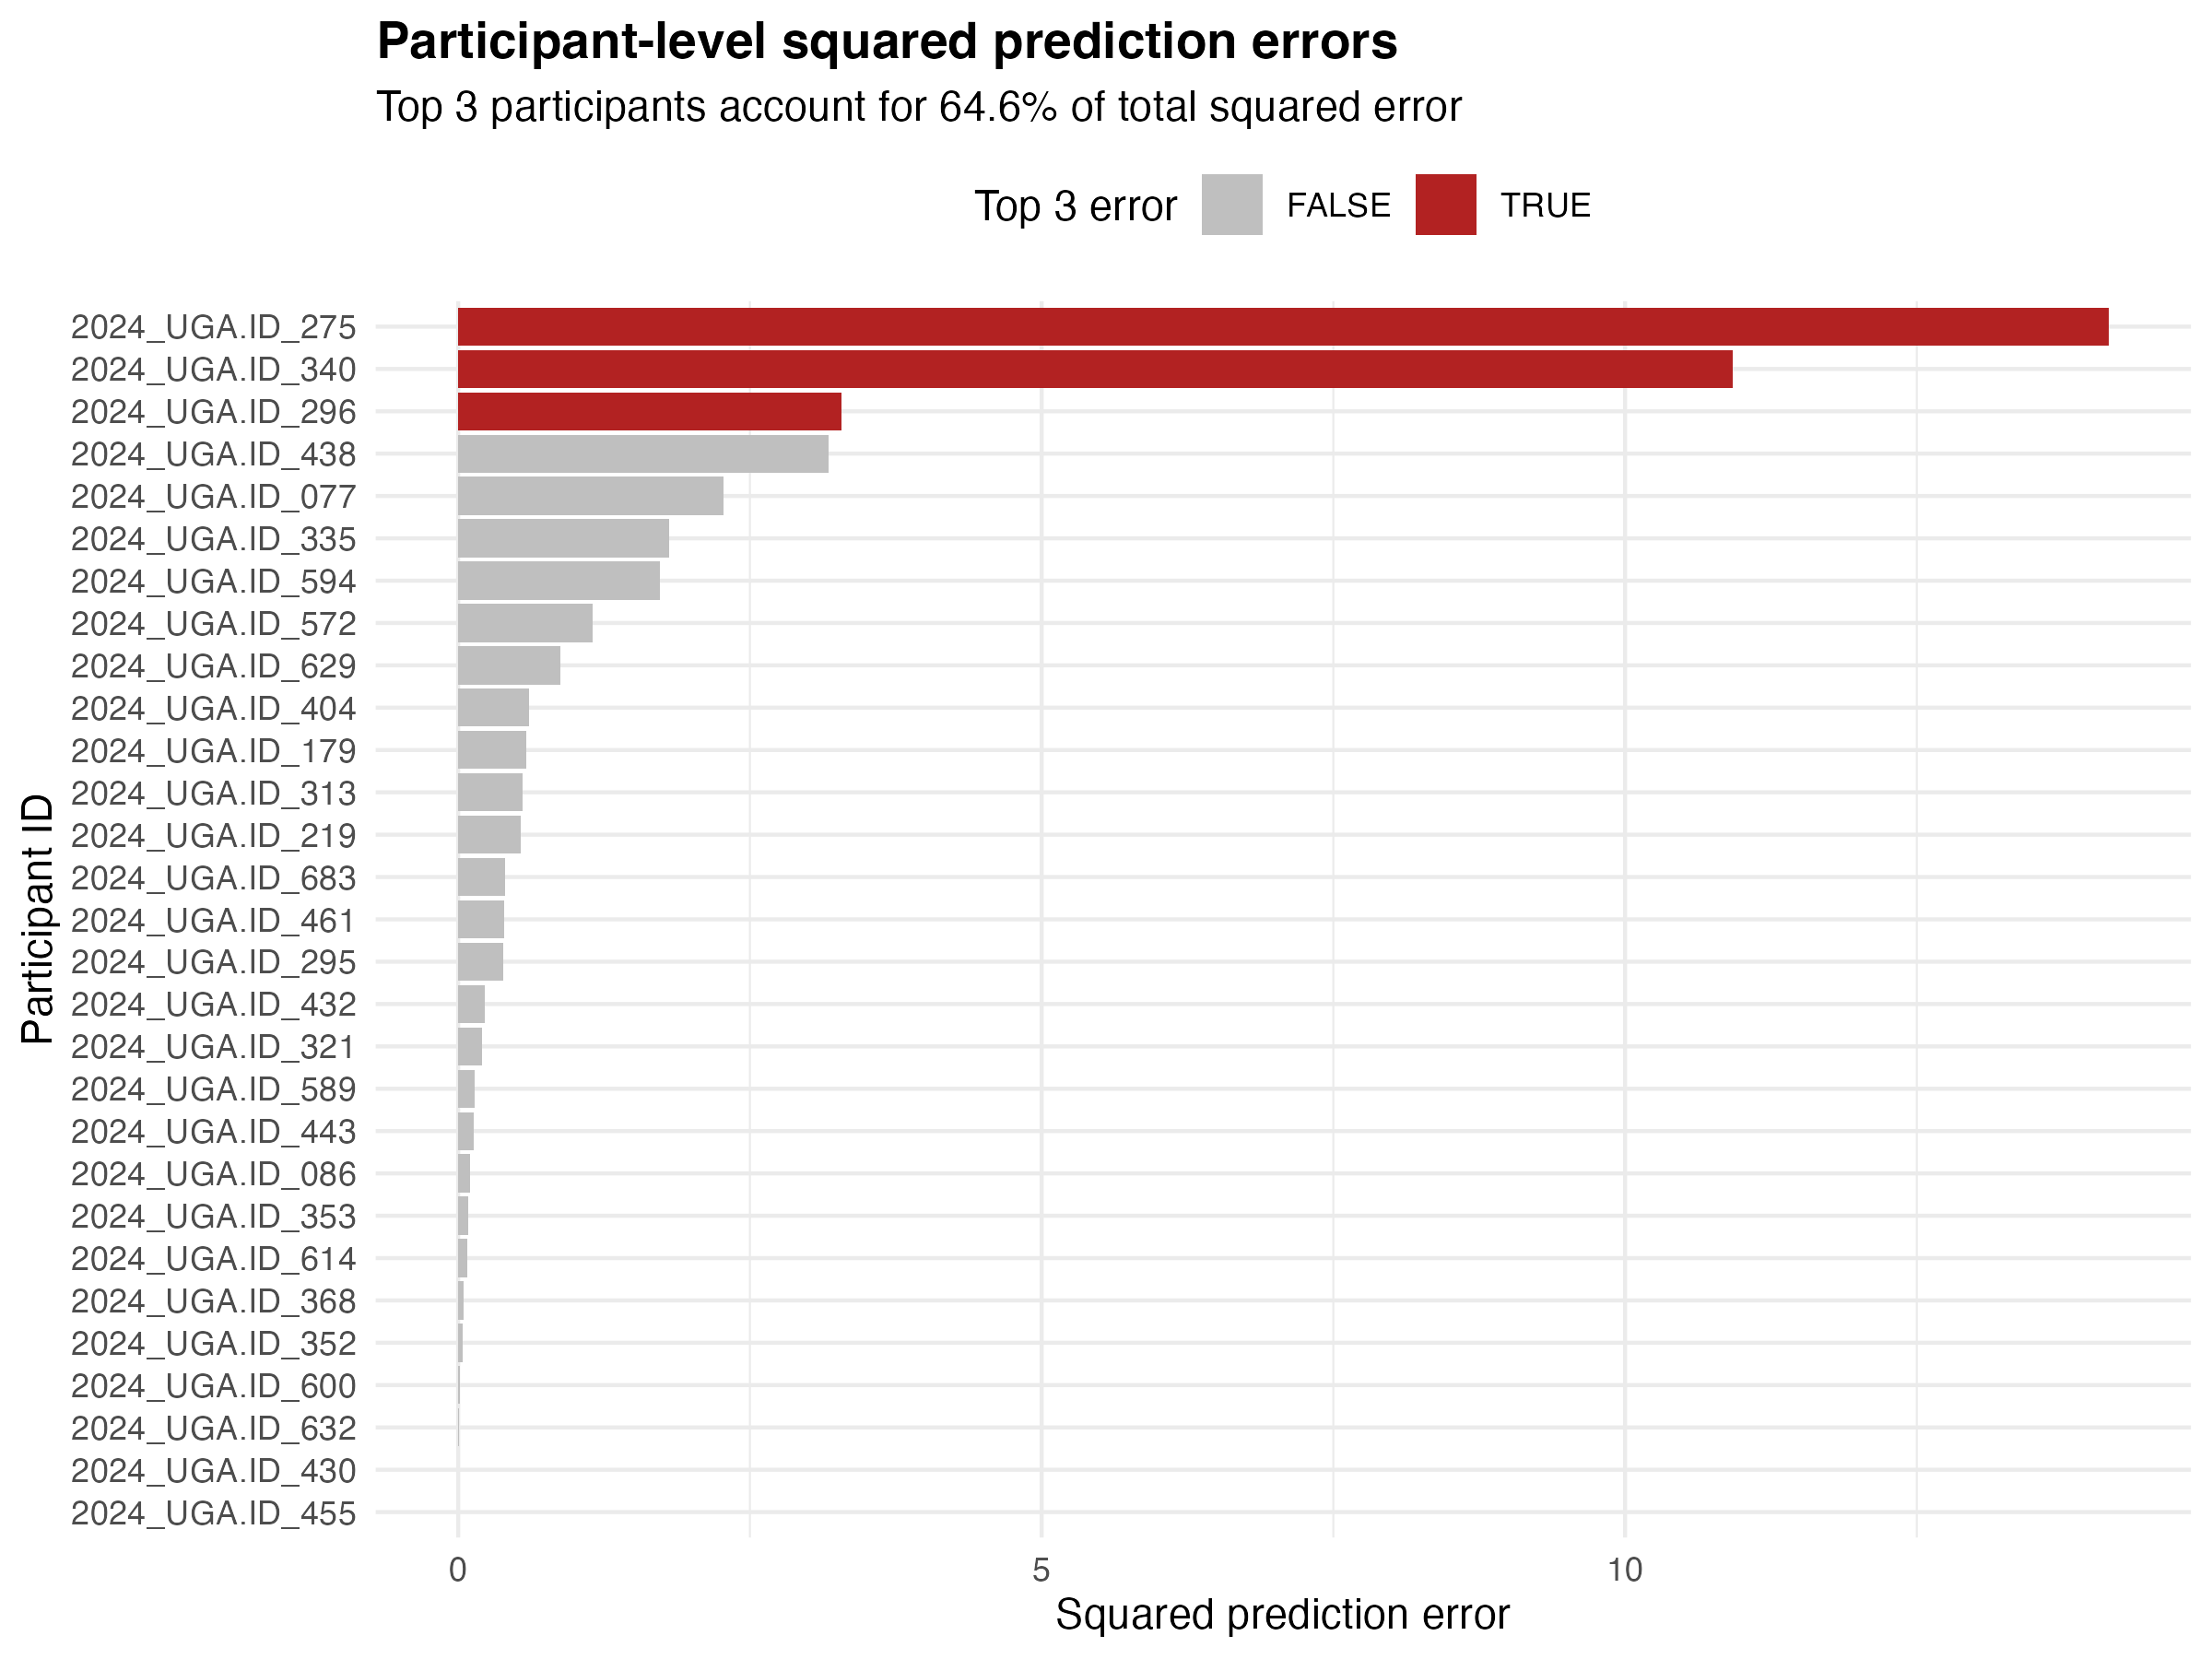 Participant-level squared prediction errors
Top 3 participants account for 64.6% of total squared error
Top 3 error FALSE TRUE
2024_UGA.ID_275
2024_UGA.ID_340
2024_UGA.ID_296
2024_UGA.ID_438
2024_UGA.ID_077
2024_UGA.ID_335
2024_UGA.ID_594
2024_UGA.ID_572
2024_UGA.ID_629
2024_UGA.ID_404
2024_UGA.ID_179
2024_UGA.ID_313
2024_UGA.ID_219
2024_UGA.ID_683
2024_UGA.ID_461
2024_UGA.ID_295
2024_UGA.ID_432
2024_UGA.ID_321
2024_UGA.ID_589
2024_UGA.ID_443
2024_UGA.ID_086
2024_UGA.ID_353
2024_UGA.ID_614
2024_UGA.ID_368
2024_UGA.ID_352
2024_UGA.ID_600
2024_UGA.ID_632
2024_UGA.ID_430
2024_UGA.ID_455
Participant ID
0 5 10
Squared prediction error